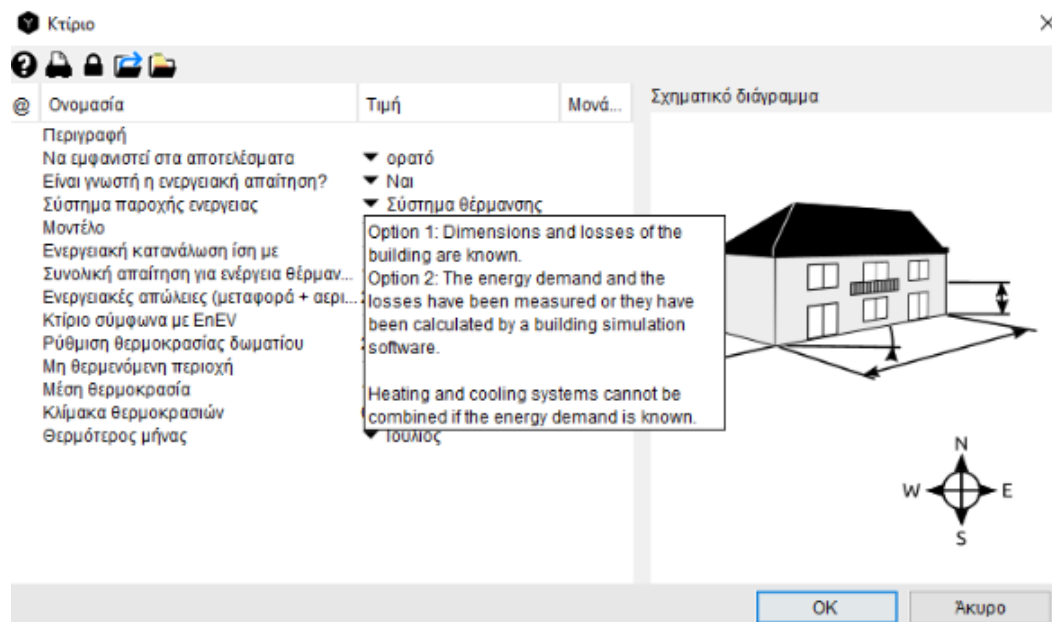 Κτίριο
@ Ονομασία Τιμή Μονά... Σχηματικό διάγραμμα
Περιγραφή
Να εμφανιστεί στα αποτελέσματα ορατό
Είναι γνωστή η ενεργειακή απαίτηση? Ναι
Σύστημα παροχής ενεργειας Σύστημα θέρμανσης
Μοντέλο
Ενεργειακή κατανάλωση ίση με
Συνολική απαίτηση για ενέργεια θέρμαν...
Ενεργειακές απώλειες (μεταφορά + αερι...
Κτίριο σύμφωνα με EnEV
Ρύθμιση θερμοκρασίας δωματίου
Μη θερμενόμενη περιοχή
Μέση θερμοκρασία
Κλίμακα θερμοκρασιών
Θερμότερος μήνας Ιούλιος
Option 1: Dimensions and losses of the
building are known.
Option 2: The energy demand and the
losses have been measured or they have
been calculated by a building simulation
software.
Heating and cooling systems cannot be
combined if the energy demand is known.
N
W E
S
OK Άκυρο